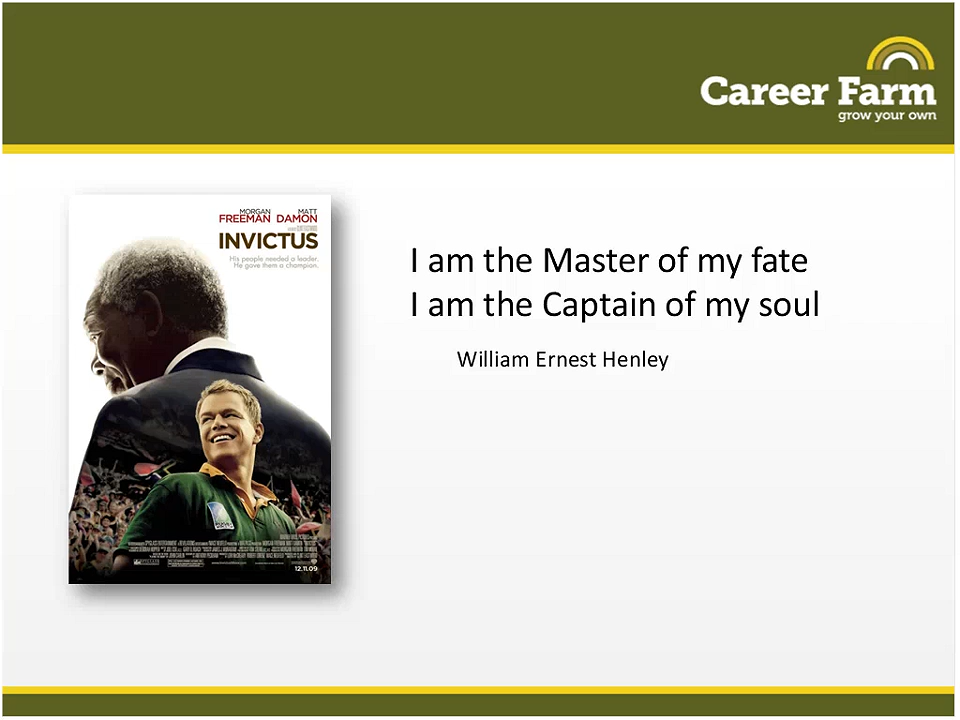 Career Farm
grow your own
MORGAN MATT
FREEMAN DAMON
INVICTUS
His people needed a leader.
He gave them a champion.
12.11.09
I am the Master of my fate
I am the Captain of my soul
William Ernest Henley